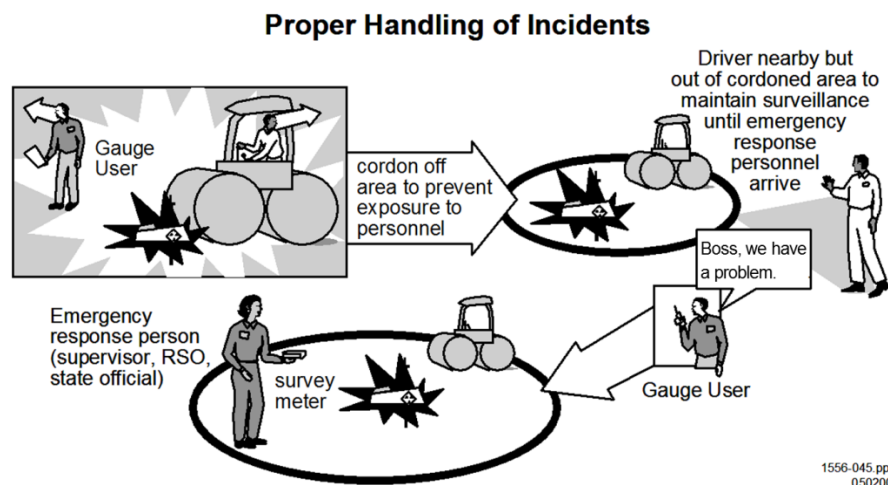 Proper Handling of Incidents
Gauge
User
cordon off
area to prevent
exposure to
personnel
Driver nearby but
out of cordoned area to
maintain surveillance
until emergency
response
personnel
arrive
Boss, we have
a problem.
Gauge User
Emergency
response person
(supervisor, RSO,
state official)
survey
meter
1556-045.pp
050200